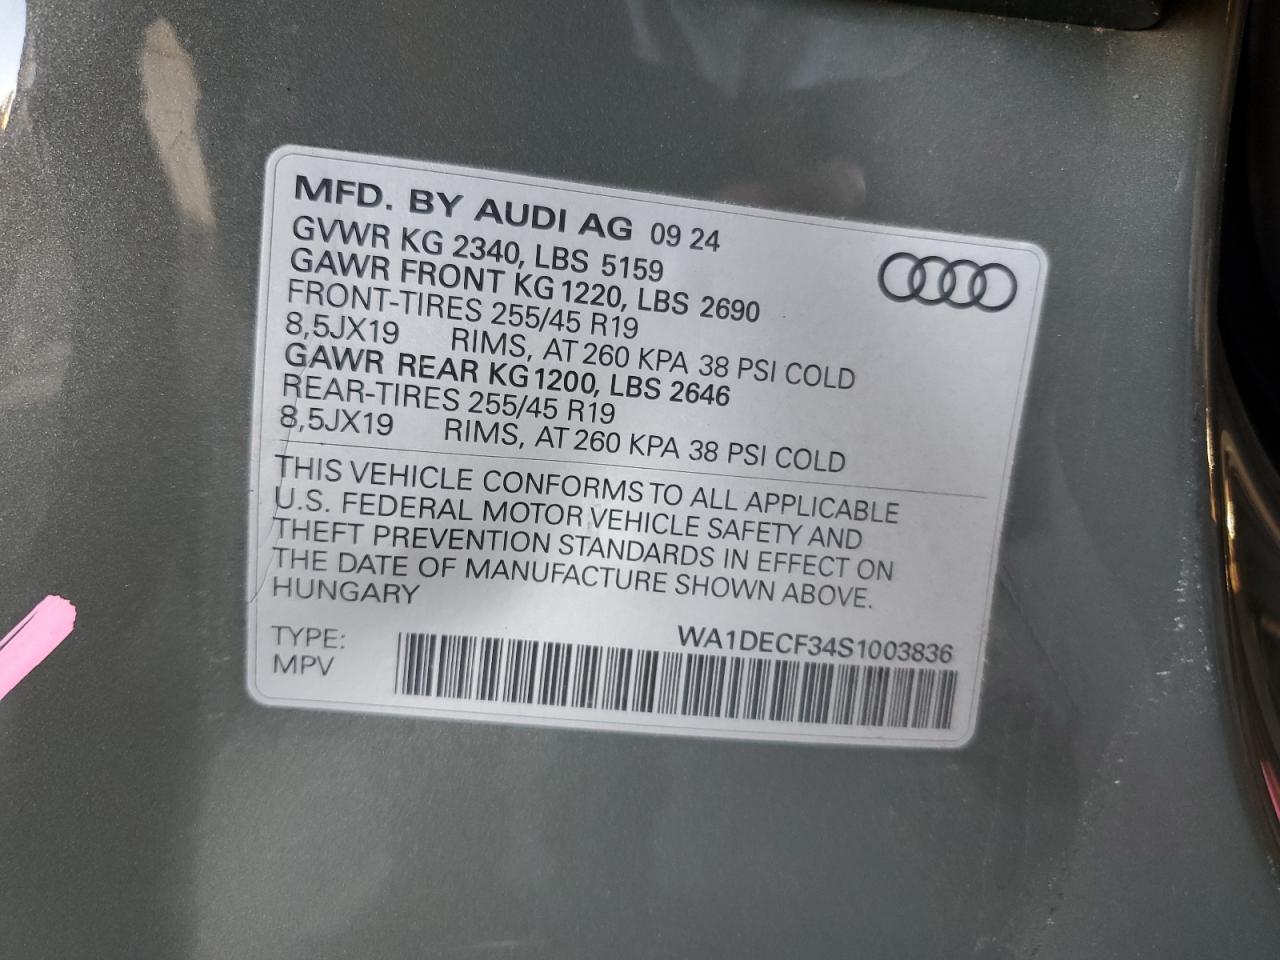 MFD. BY AUDI AG 09 24
GVWR KG 2340, LBS 5159
GAWR FRONT KG 1220, LBS 2690
FRONT-TIRES 255/45 R19
8,5JX19 RIMS, AT 260 KPA 38 PSI COLD
GAWR REAR KG 1200, LBS 2646
REAR-TIRES 255/45 R19
8,5JX19 RIMS, AT 260 KPA 38 PSI COLD
THIS VEHICLE CONFORMS TO ALL APPLICABLE
U.S. FEDERAL MOTOR VEHICLE SAFETY AND
THEFT PREVENTION STANDARDS IN EFFECT ON
THE DATE OF MANUFACTURE SHOWN ABOVE.
HUNGARY
WA1DECF34S1003836
TYPE:
MPV